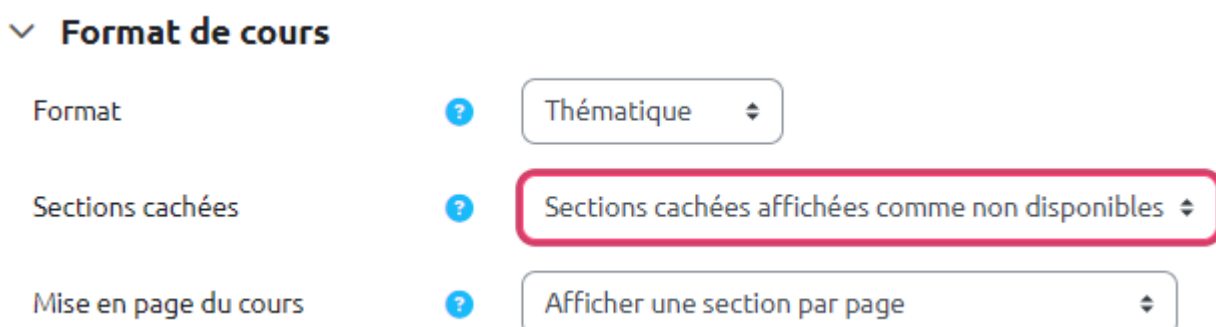 Format de cours
Format
Thématique
Sections cachées
Sections cachées affichées comme non disponibles
Mise en page du cours
Afficher une section par page